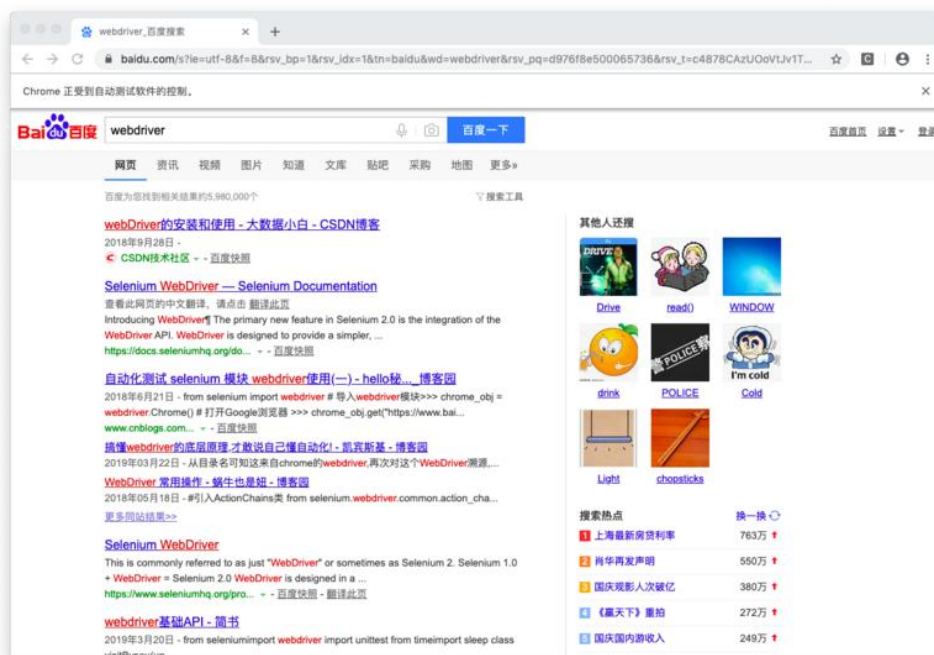 webdriver_百度搜索
baidu.com/s?ie=utf-8&f=8&rsv_bp=1&rsv_idx=1&tn=baidu&wd=webdriver&rsv_pq=d976f8e500065736&rsv_t=c4878CAzUOoVtJv1T...
Chrome 正受到自动测试软件的控制。
Bai du 百度 webdriver 百度一下 百度首页 设置
网页 资讯 视频 图片 知道 文库 贴吧 采购 地图 更多»
百度为您找到相关结果约5,980,000个 搜索工具
webDriver的安装和使用 - 大数据小白 - CSDN博客
2018年9月28日 -
CSDN技术社区 - 百度快照
Selenium WebDriver — Selenium Documentation
查看此网页的中文翻译，请点击 翻译此页
Introducing WebDriver¶ The primary new feature in Selenium 2.0 is the integration of the
WebDriver API. WebDriver is designed to provide a simpler, ...
https://docs.seleniumhq.org/do... - 百度快照
自动化测试 selenium 模块 webdriver使用(一) - hello秘..._博客园
2018年6月21日 - from selenium import webdriver # 导入webdriver模块>>> chrome_obj =
webdriver.Chrome() # 打开Google浏览器 >>> chrome_obj.get("https://www.bai...
www.cnblogs.com... - 百度快照
搞懂webdriver的底层原理,才敢说自己懂自动化! - 凯宾斯基 - 博客园
2019年03月22日 - 从目录名可知这来自chrome的webdriver,再次对这个WebDriver溯源,...
WebDriver 常用操作 - 蜗牛也是妞 - 博客园
2018年05月18日 - #引入ActionChains类 from selenium.webdriver.common.action_cha...
更多同站结果>>
Selenium WebDriver
This is commonly referred to as just "WebDriver" or sometimes as Selenium 2. Selenium 1.0
+ WebDriver = Selenium 2.0 WebDriver is designed in a ...
https://www.seleniumhq.org/pro... - 百度快照 - 翻译此页
webdriver基础API - 简书
2019年3月20日 - from seleniumimport webdriver import unittest from timeimport sleep class
其他人还搜
DRIVE
Drive read() WINDOW
警 POLICE 察
I'm cold
drink POLICE Cold
Light chopsticks
搜索热点 换一换
1 上海最新房贷利率 763万
2 肖华再发声明 550万
3 国庆观影人次破亿 380万
4 《赢天下》重拍 272万
5 国庆国内游收入 249万